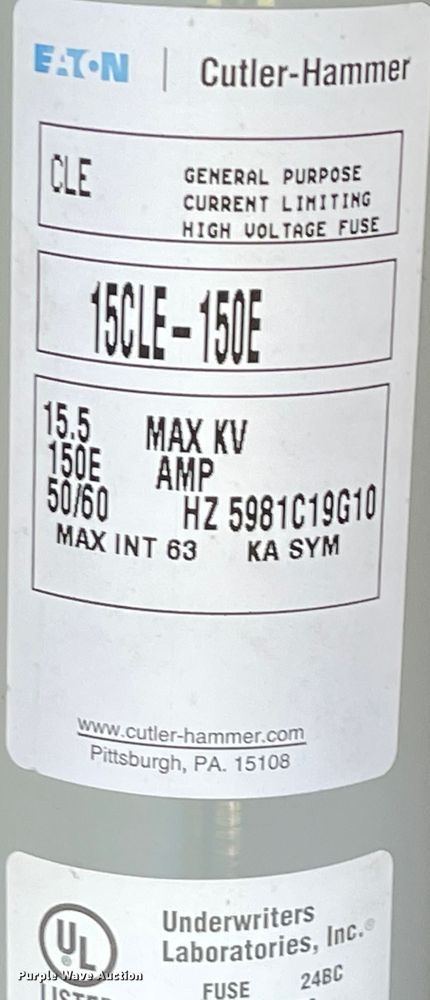 EATON | Cutler-Hammer
CLE
GENERAL PURPOSE
CURRENT LIMITING
HIGH VOLTAGE FUSE
15CLE-150E
15.5 MAX KV
150E AMP
50/60 HZ 5981C19G10
MAX INT 63 KA SYM
www.cutler-hammer.com
Pittsburgh, PA. 15108
UL
Underwriters
Laboratories, Inc.®
LISTED
FUSE 24BC
Purple Wave Auction